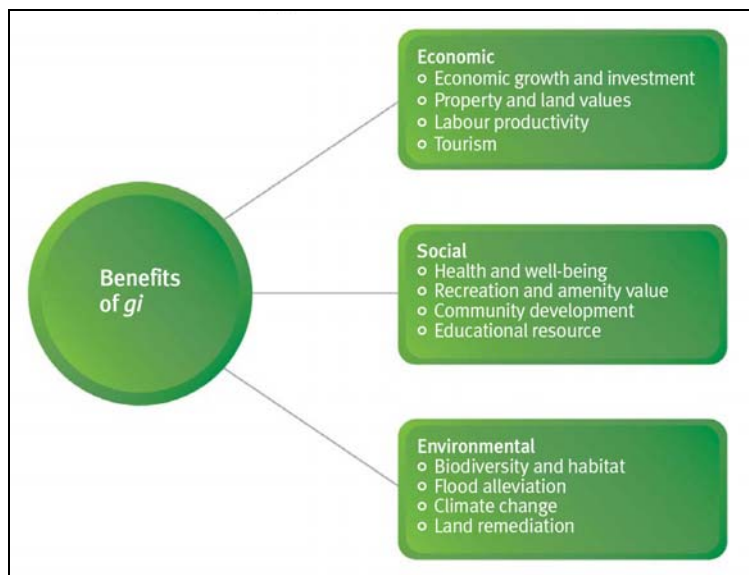 Benefits
of gi
Economic
Economic growth and investment
Property and land values
Labour productivity
Tourism
Social
Health and well-being
Recreation and amenity value
Community development
Educational resource
Environmental
Biodiversity and habitat
Flood alleviation
Climate change
Land remediation